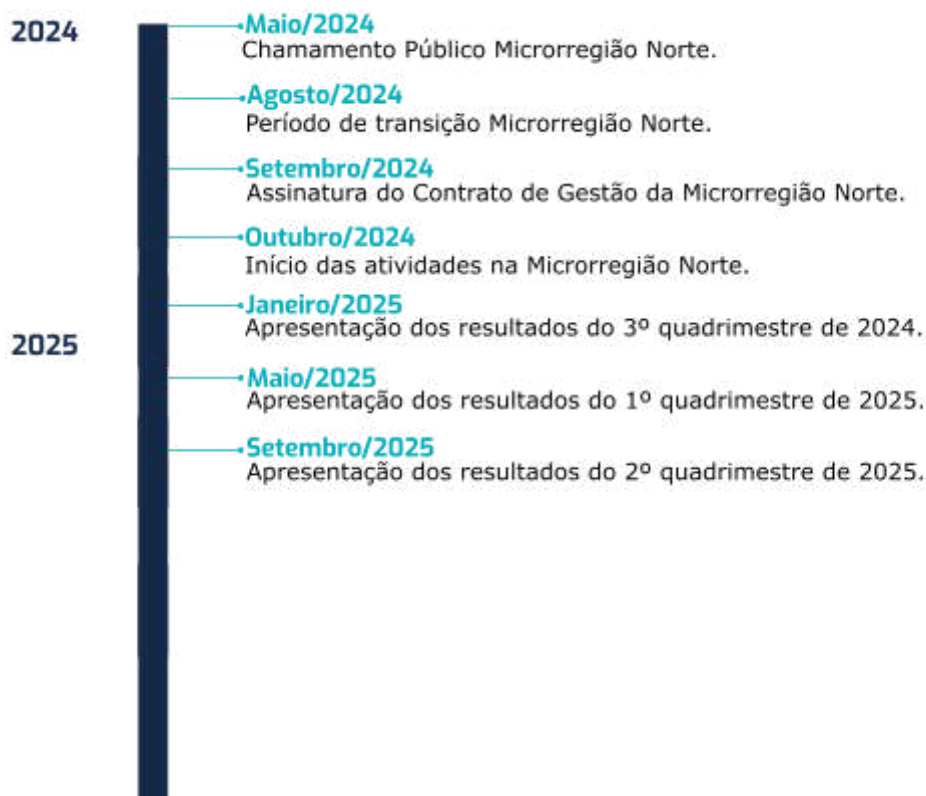 2024
Maio/2024
Chamamento Público Microrregião Norte.
Agosto/2024
Período de transição Microrregião Norte.
Setembro/2024
Assinatura do Contrato de Gestão da Microrregião Norte.
Outubro/2024
Início das atividades na Microrregião Norte.
Janeiro/2025
Apresentação dos resultados do 3º quadrimestre de 2024.
2025
Maio/2025
Apresentação dos resultados do 1º quadrimestre de 2025.
Setembro/2025
Apresentação dos resultados do 2º quadrimestre de 2025.